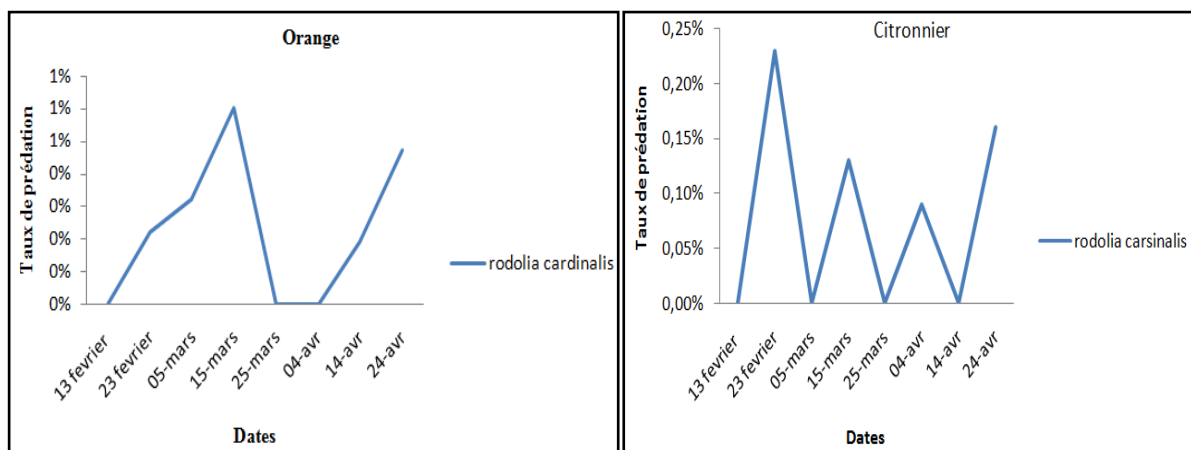 Orange
Taux de prédation
1%
1%
1%
0%
0%
0%
0%
0%
13 fevrier
23 fevrier
05-mars
15-mars
25-mars
04-avr
14-avr
24-avr
Dates
rodolia cardinalis
Citronnier
Taux de prédation
0,25%
0,20%
0,15%
0,10%
0,05%
0,00%
13 fevrier
23 fevrier
05-mars
15-mars
25-mars
04-avr
14-avr
24-avr
Dates
rodolia carsinalis